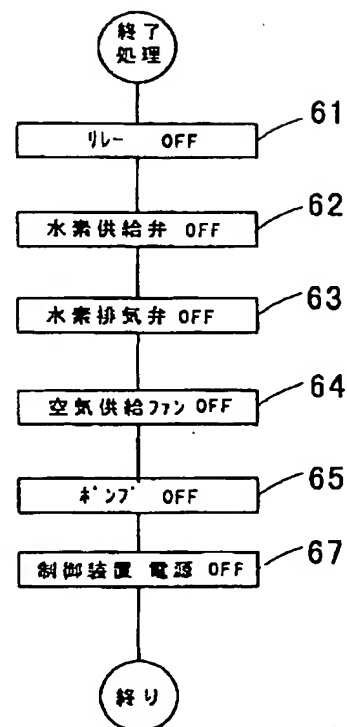 終了
処理
リレー OFF
61
水素供給弁 OFF
62
水素排気弁 OFF
63
空気供給ファン OFF
64
ポンプ OFF
65
制御装置 電源 OFF
67
終り